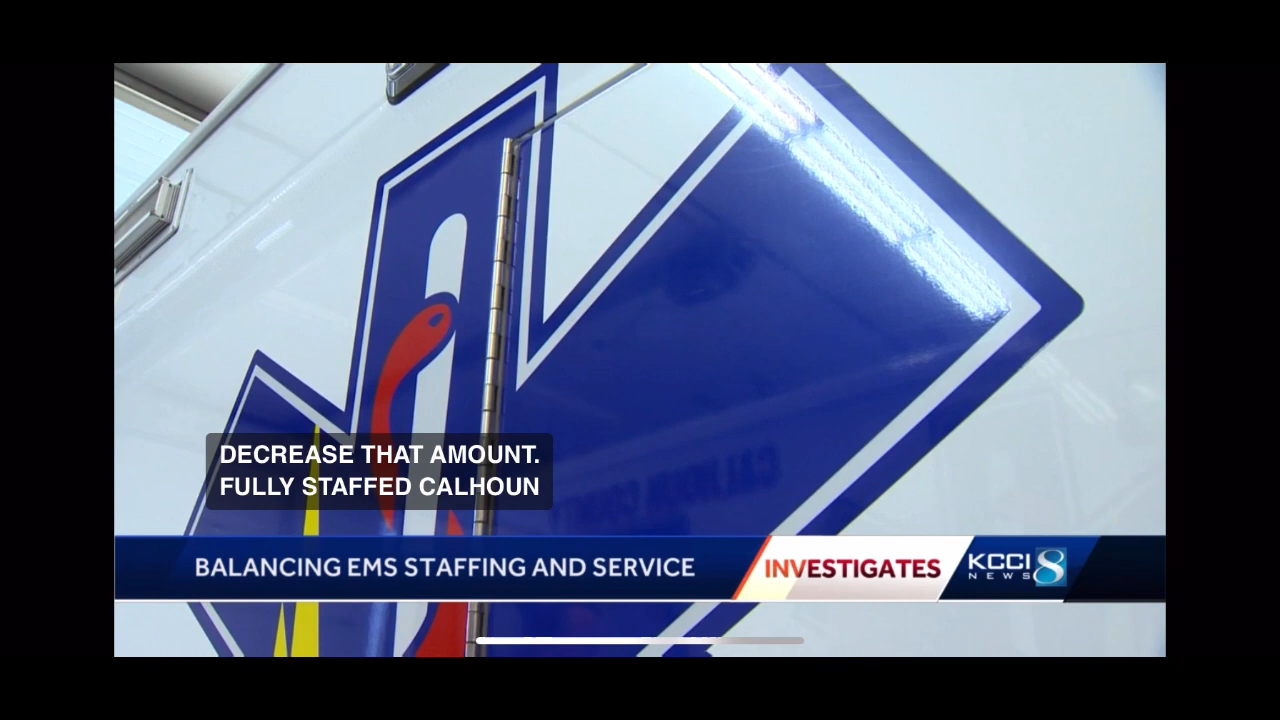 DECREASE THAT AMOUNT.
FULLY STAFFED CALHOUN
BALANCING EMS STAFFING AND SERVICE
INVESTIGATES
KCCI 8
NEWS